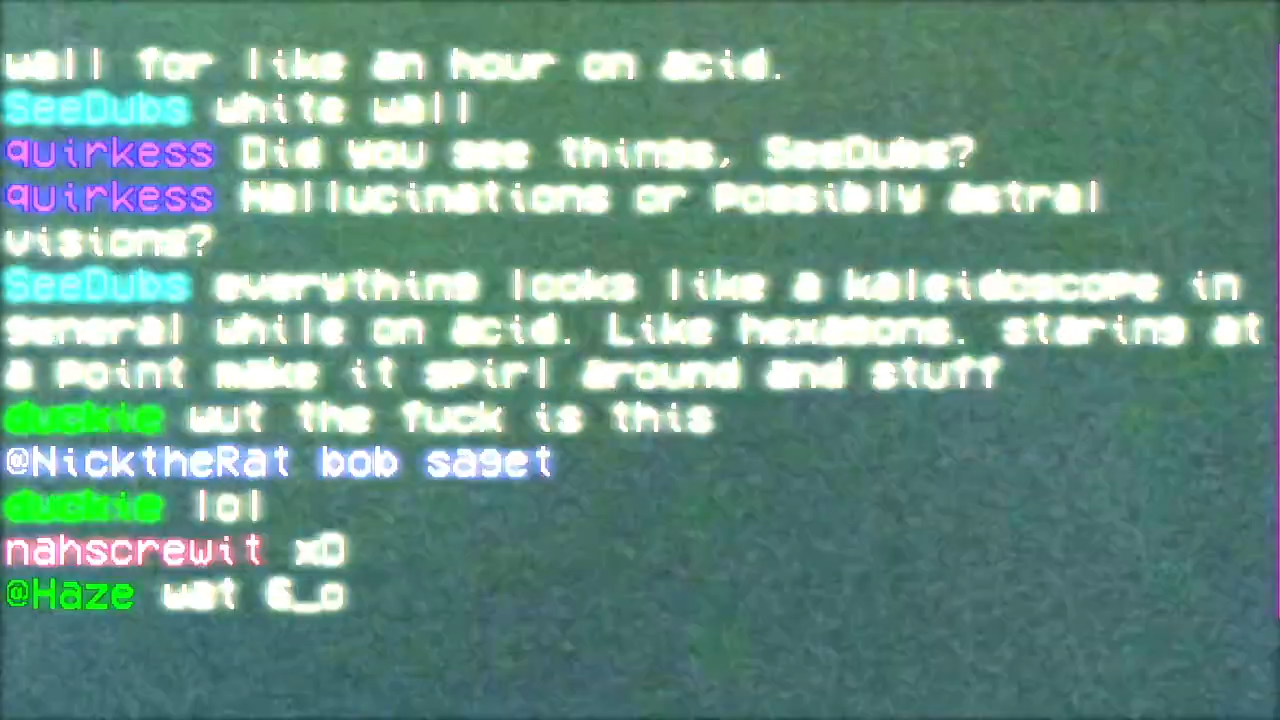 wall for like an hour on acid.
SeeDubs white wall
quirkess Did you see things, SeeDubs?
quirkess Hallucinations or possibly astral
visions?
SeeDubs everything looks like a kaleidoscope in
general while on acid. Like hexagons. staring at
a point make it spirl around and stuff
duckie wut the fuck is this
@NicktheRat bob saget
duckie lol
nahscrewit xD
@Haze wat 6_o